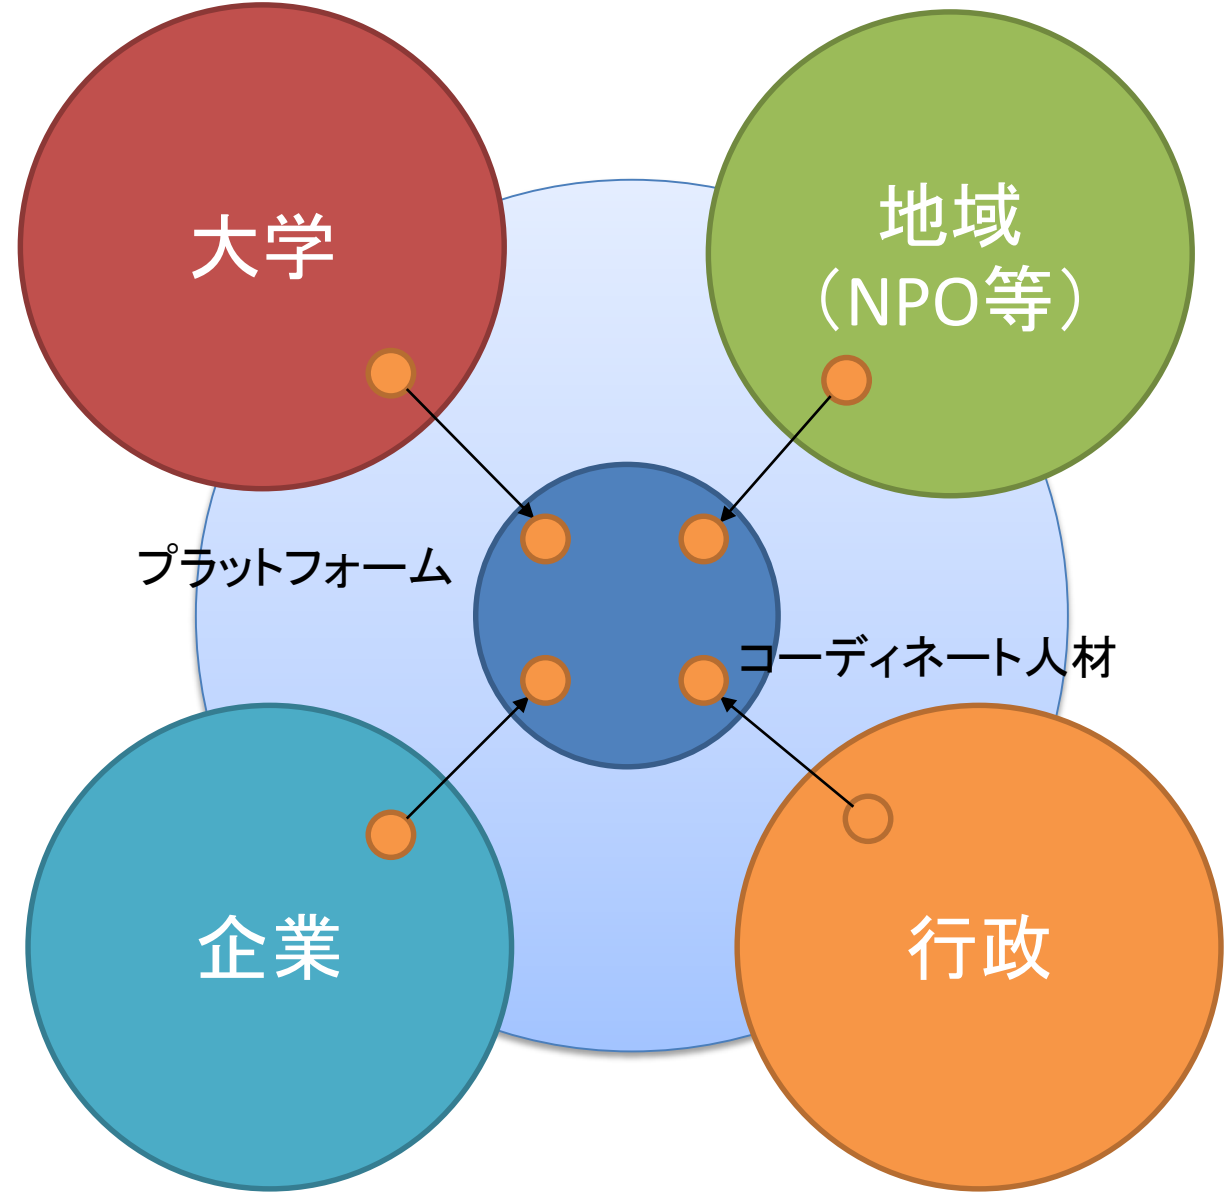 大学
地域
（NPO等）
プラットフォーム
コーディネート人材
企業
行政